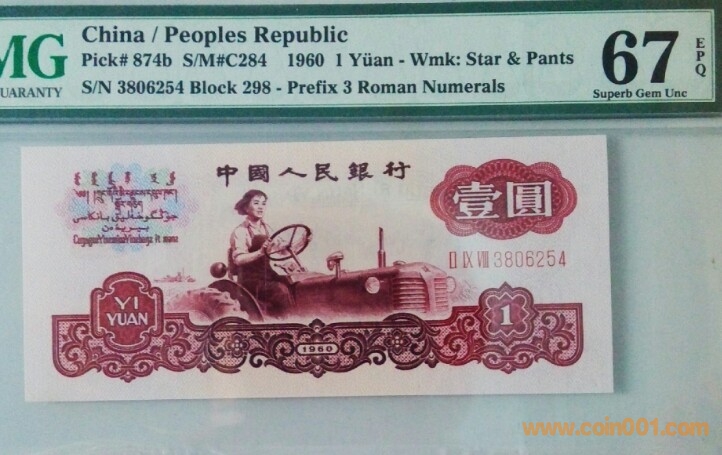 China / Peoples Republic
MG
Pick# 874b S/M#C284 1960 1 Yüan - Wmk: Star & Pants
UARANTY
S/N 3806254 Block 298 - Prefix 3 Roman Numerals
67
EPQ
Superb Gem Unc
中國人民銀行
壹圓
II IX VIII 3806254
YI
YUAN
1960
1
www.coin001.com